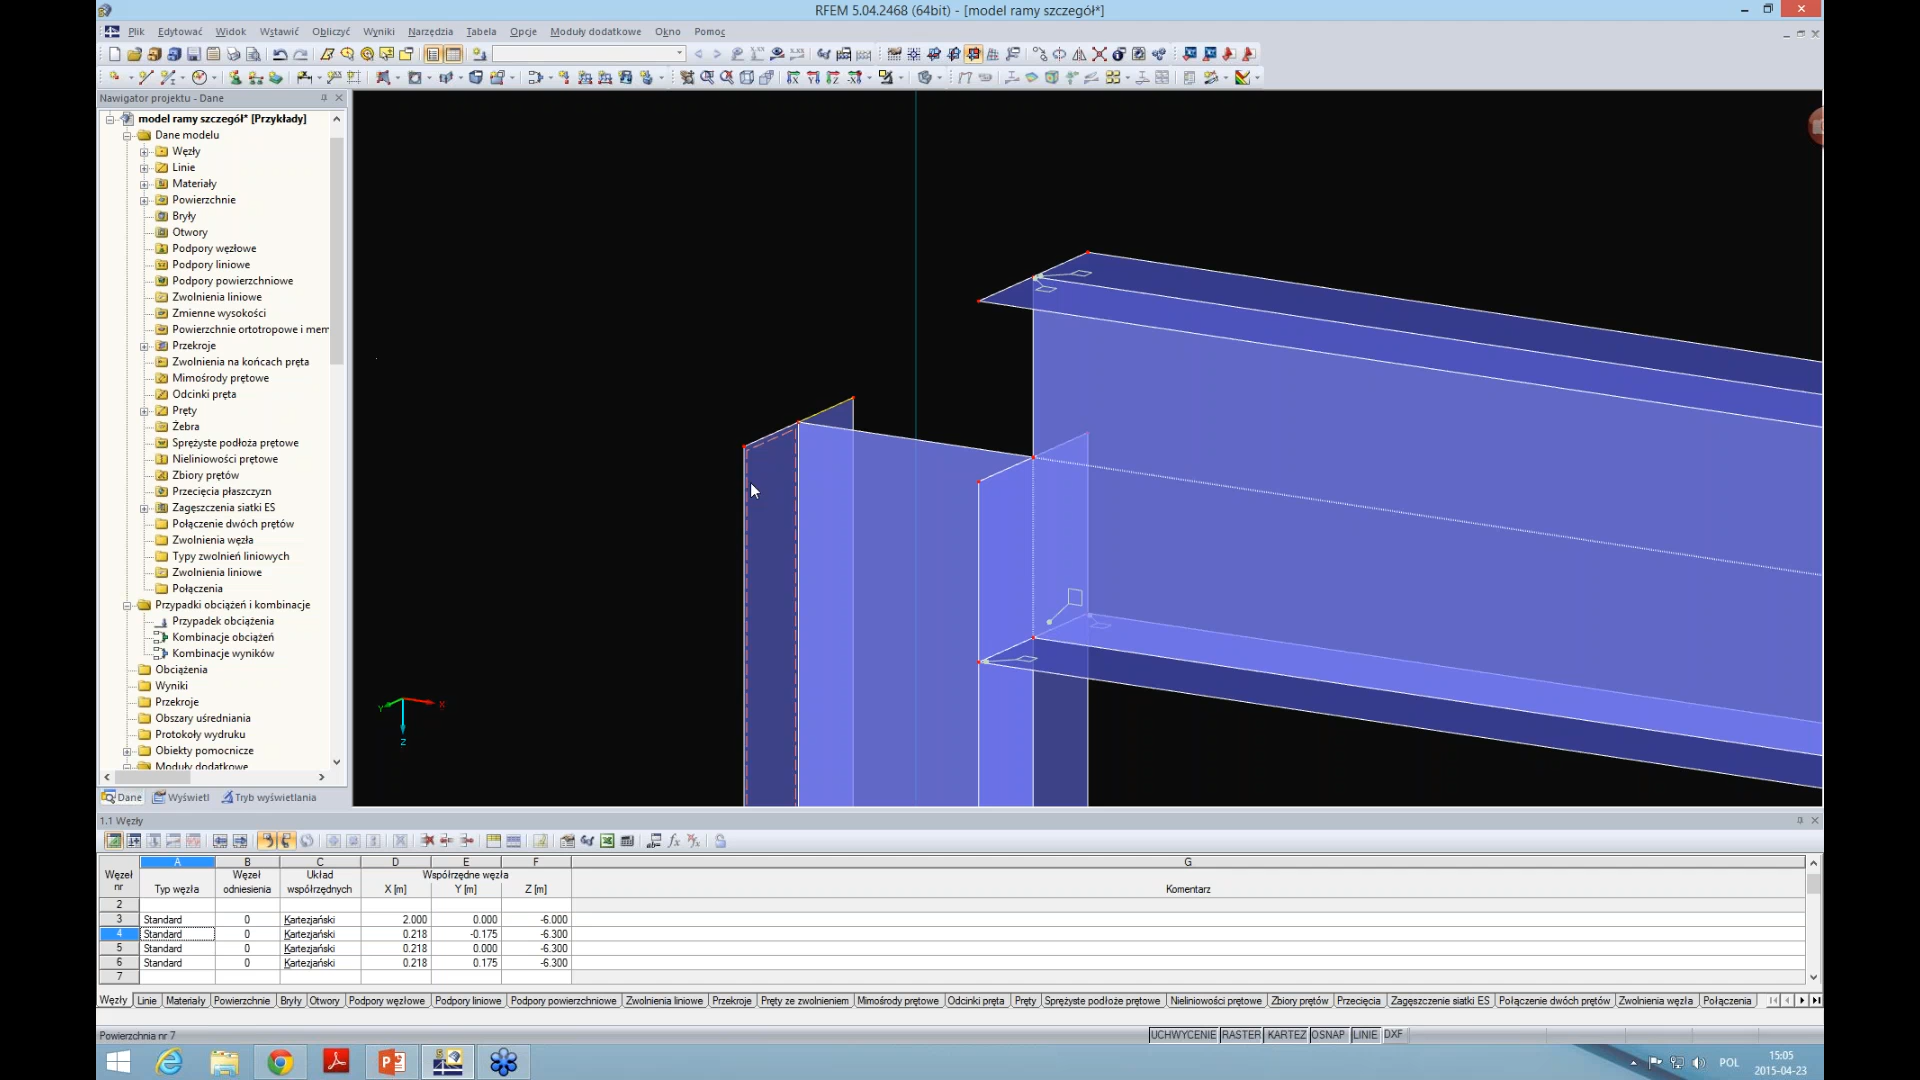 RFEM 5.04.2468 (64bit) - [model ramy szczegół*]
Plik Edytować Widok Wstawić Obliczyć Wyniki Narzędzia Tabela Opcje Moduły dodatkowe Okno Pomoc
Nawigator projektu - Dane
model ramy szczegół* [Przykłady]
Dane modelu
Węzły
Linie
Materiały
Powierzchnie
Bryły
Otwory
Podpory węzłowe
Podpory liniowe
Podpory powierzchniowe
Zwolnienia liniowe
Zmienne wysokości
Powierzchnie ortotropowe i mem
Przekroje
Zwolnienia na końcach pręta
Mimośrody prętowe
Odcinki pręta
Pręty
Żebra
Sprężyste podłoża prętowe
Nieliniowości prętowe
Zbiory prętów
Przecięcia płaszczyzn
Zagęszczenia siatki ES
Połączenie dwóch prętów
Zwolnienia węzła
Typy zwolnień liniowych
Zwolnienia liniowe
Połączenia
Przypadki obciążeń i kombinacje
Przypadek obciążenia
Kombinacje obciążeń
Kombinacje wyników
Obciążenia
Wyniki
Przekroje
Obszary uśredniania
Protokoły wydruku
Obiekty pomocnicze
Moduły dodatkowe
Dane Wyświetl Tryb wyświetlania
X
Y
Z
1.1 Węzły
A B C D E F G
Węzeł Węzeł Układ Współrzędne węzła
nr Typ węzła odniesienia współrzędnych X [m] Y [m] Z [m] Komentarz
2
3 Standard 0 Kartezjański 2.000 0.000 -6.000
4 Standard 0 Kartezjański 0.218 -0.175 -6.300
5 Standard 0 Kartezjański 0.218 0.000 -6.300
6 Standard 0 Kartezjański 0.218 0.175 -6.300
7
Węzły Linie Materiały Powierzchnie Bryły Otwory Podpory węzłowe Podpory liniowe Podpory powierzchniowe Zwolnienia liniowe Przekroje Pręty ze zwolnieniem Mimośrody prętowe Odcinki pręta Pręty Sprężyste podłoże prętowe Nieliniowości prętowe Zbiory prętów Przecięcia Zagęszczenie siatki ES Połączenie dwóch prętów Zwolnienia węzła Połączenia
Powierzchnia nr 7 UCHWYCENIE RASTER KARTEZ OSNAP LINIE DXF
POL 15:05
2015-04-23